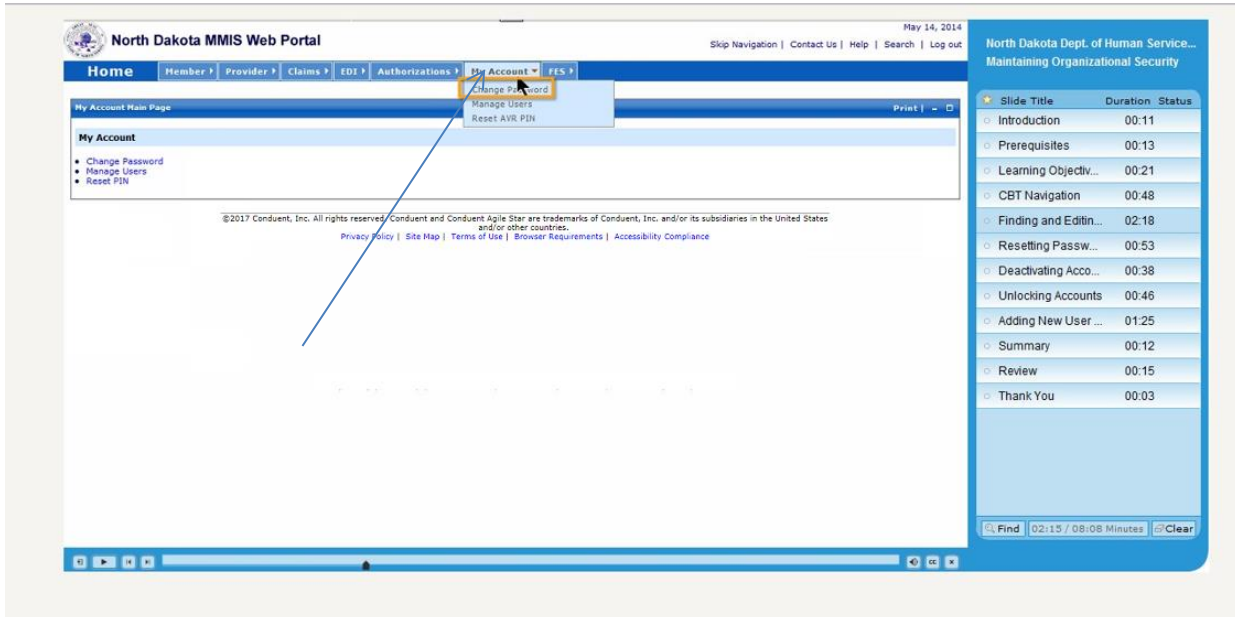 May 14, 2014
North Dakota MMIS Web Portal
Skip Navigation | Contact Us | Help | Search | Log out
Home Member Provider Claims EDI Authorizations My Account FES
Change Password
Manage Users
Reset AVR PIN
My Account Main Page Print |
My Account
Change Password
Manage Users
Reset PIN
©2017 Conduent, Inc. All rights reserved. Conduent and Conduent Agile Star are trademarks of Conduent, Inc. and/or its subsidiaries in the United States
and/or other countries.
Privacy Policy | Site Map | Terms of Use | Browser Requirements | Accessibility Compliance
North Dakota Dept. of Human Service...
Maintaining Organizational Security
Slide Title Duration Status
Introduction 00:11
Prerequisites 00:13
Learning Objectiv... 00:21
CBT Navigation 00:48
Finding and Editin... 02:18
Resetting Passw... 00:53
Deactivating Acco... 00:38
Unlocking Accounts 00:46
Adding New User ... 01:25
Summary 00:12
Review 00:15
Thank You 00:03
Find 02:15 / 08:08 Minutes Clear
CC